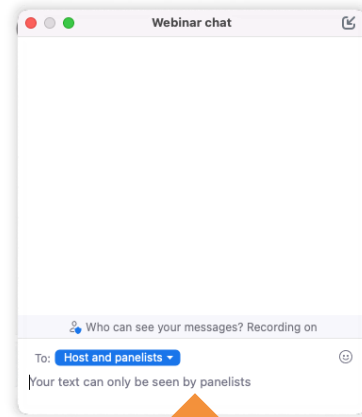 Webinar chat
Who can see your messages? Recording on
To: Host and panelists
Your text can only be seen by panelists